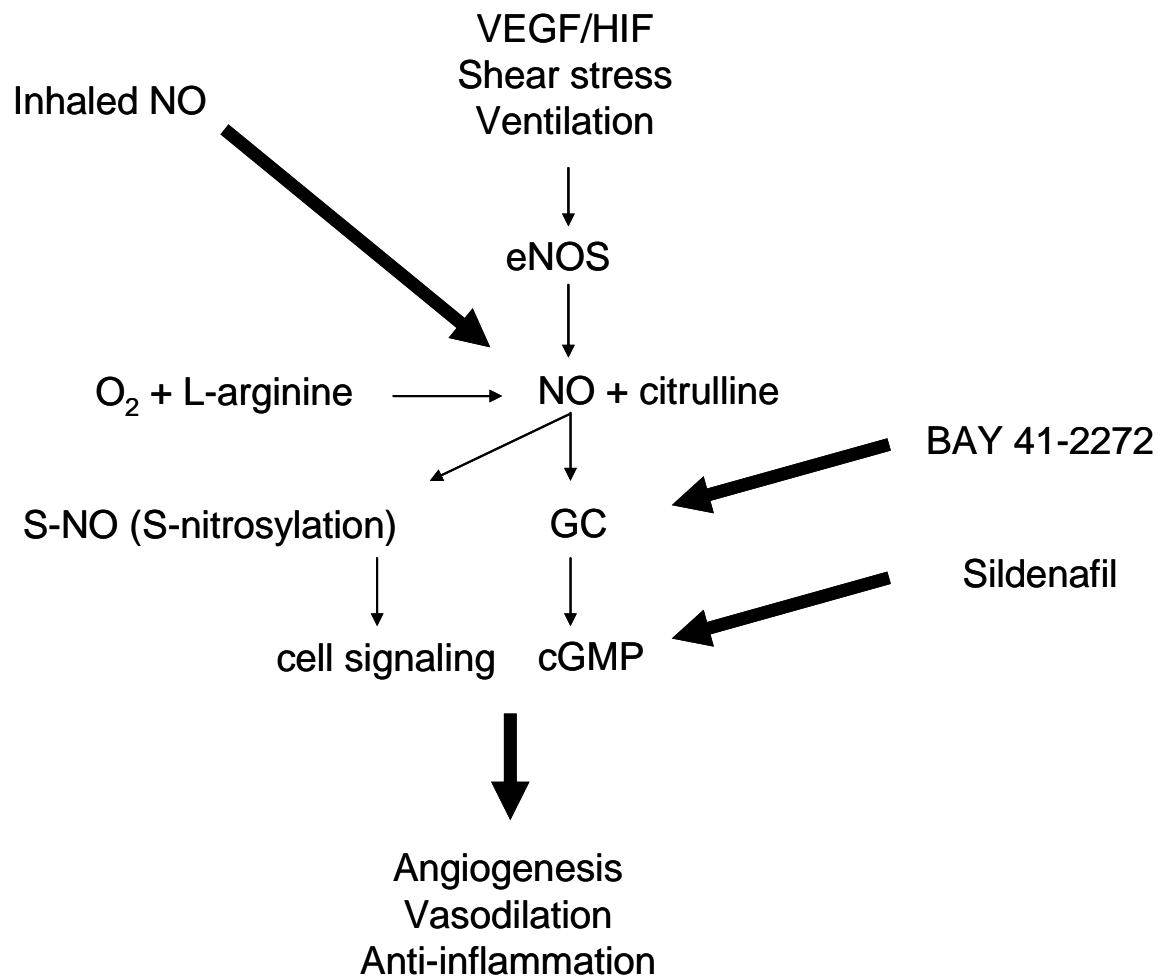 VEGF/HIF
Shear stress
Ventilation
Inhaled NO
eNOS
O₂ + L-arginine
NO + citrulline
BAY 41-2272
S-NO (S-nitrosylation)
GC
Sildenafil
cell signaling
cGMP
Angiogenesis
Vasodilation
Anti-inflammation